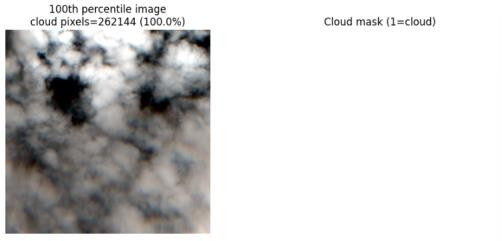 100th percentile image
cloud pixels=262144 (100.0%)
Cloud mask (1=cloud)